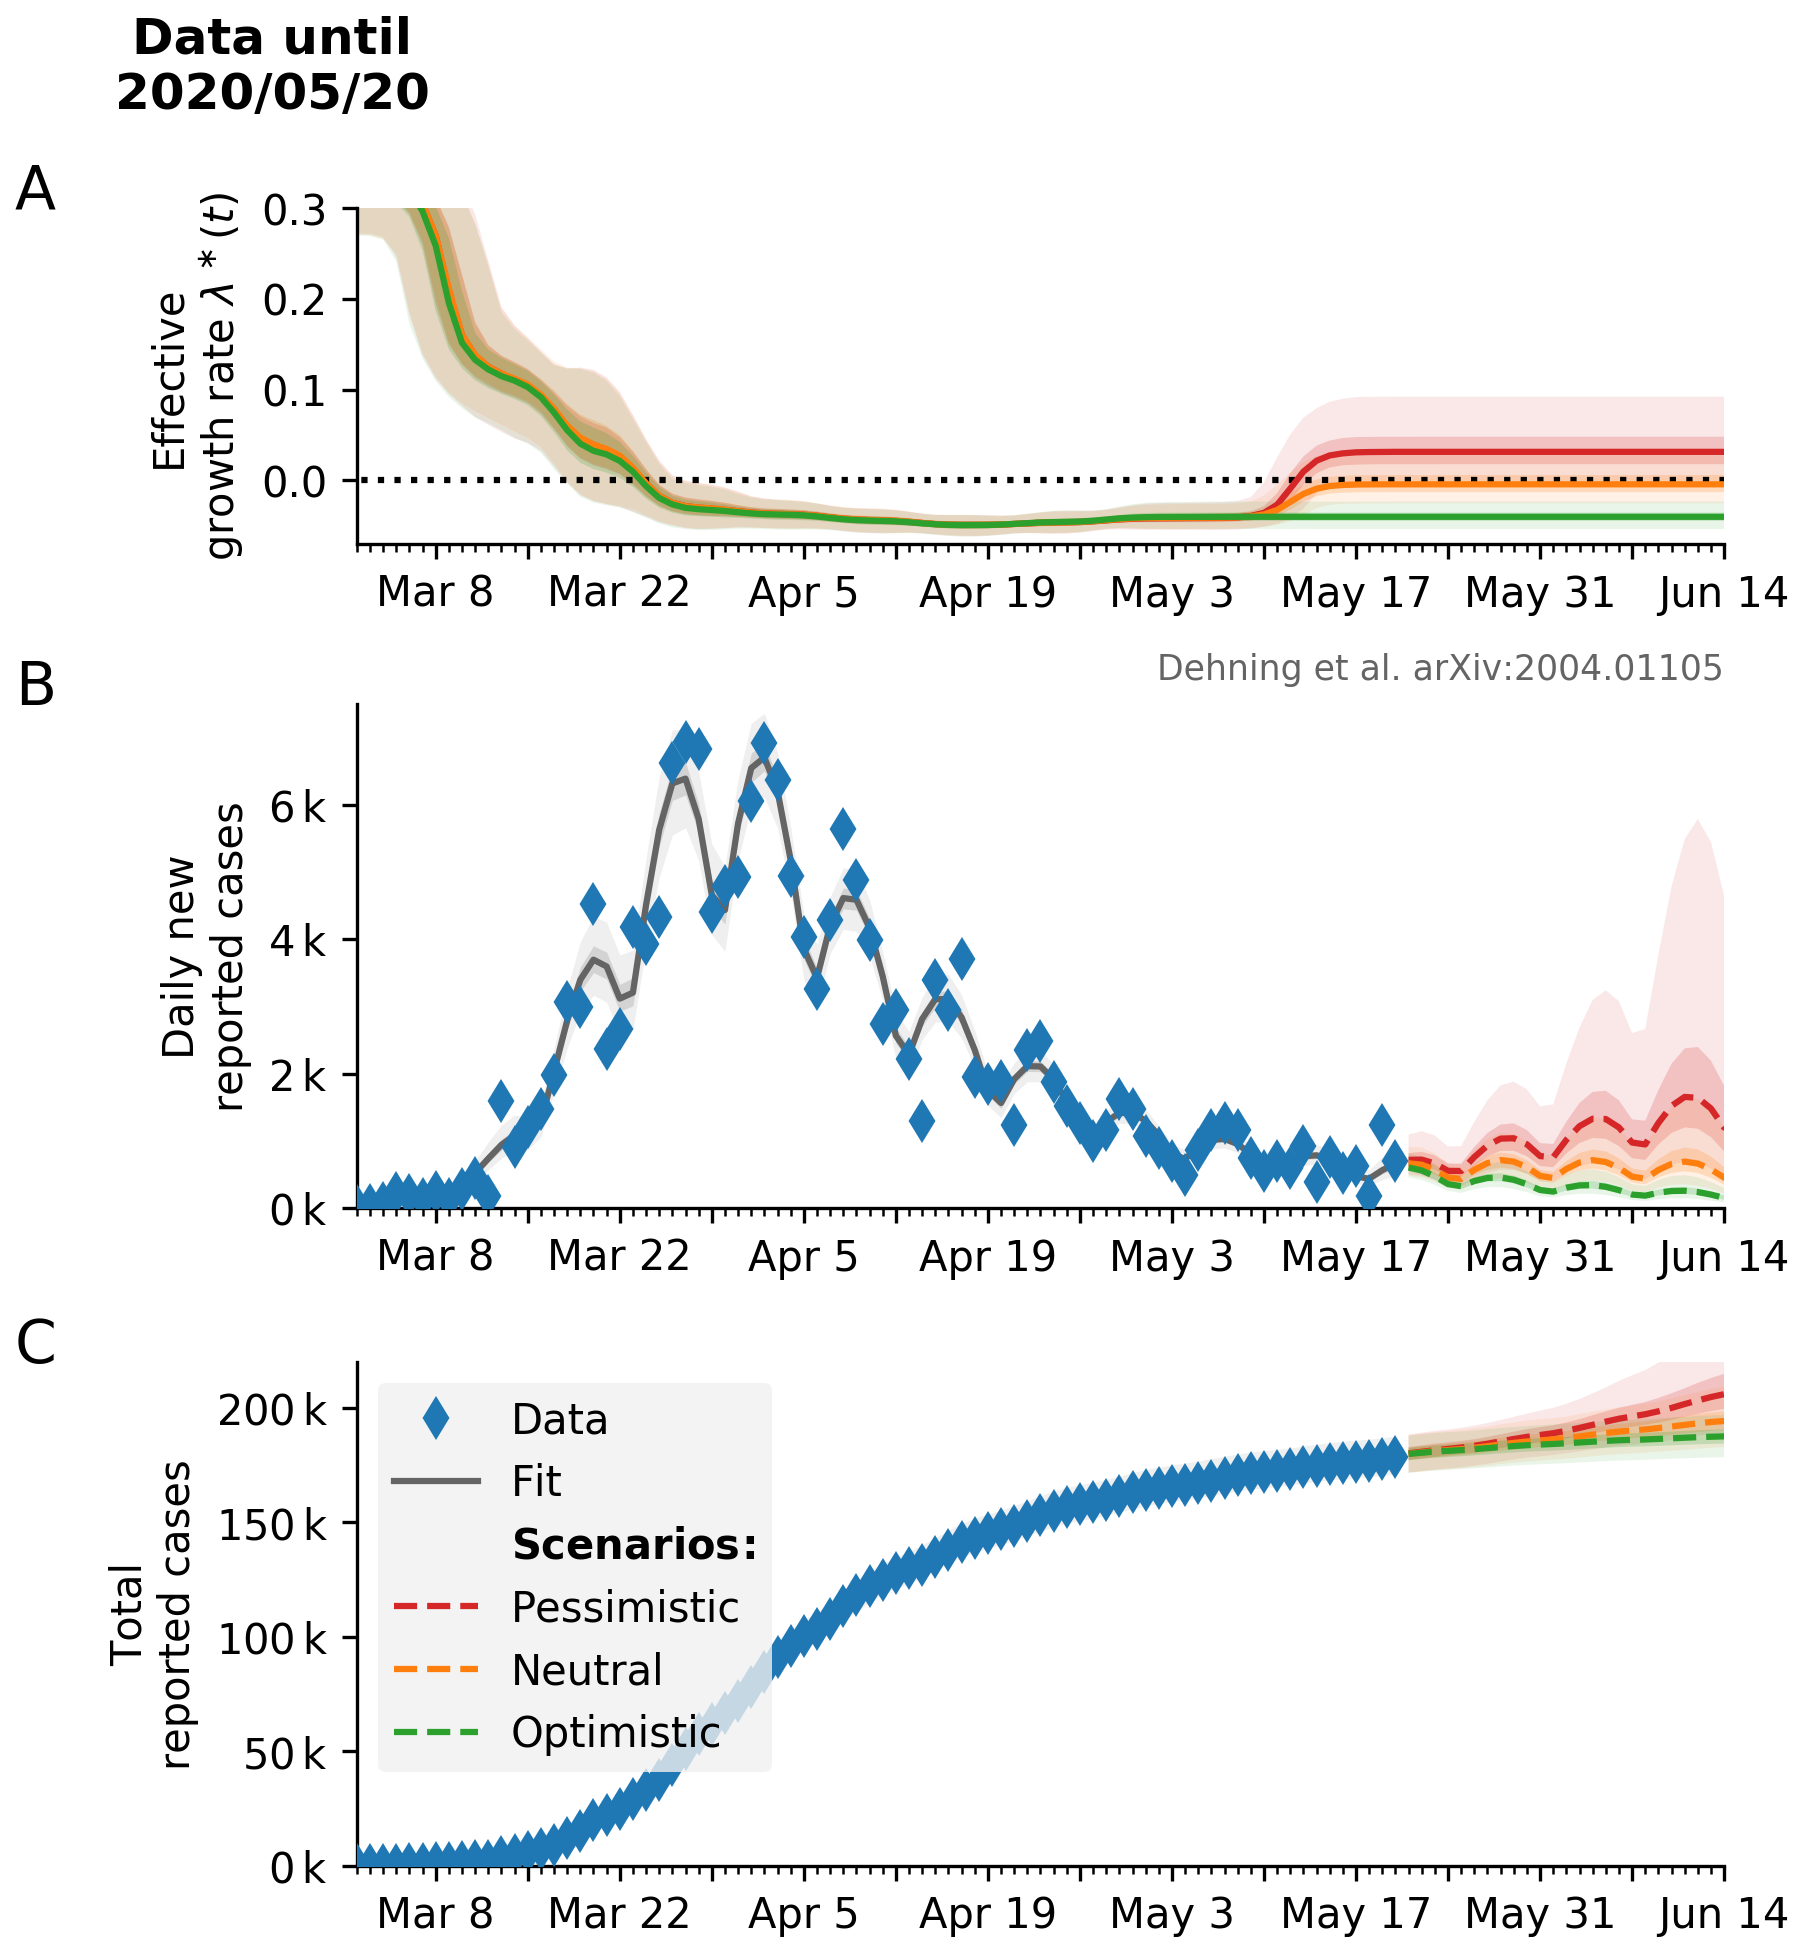 Data until
2020/05/20
A
Effective
growth rate λ * (t)
0.3
0.2
0.1
0.0
Mar 8 Mar 22 Apr 5 Apr 19 May 3 May 17 May 31 Jun 14
Dehning et al. arXiv:2004.01105
B
Daily new
reported cases
6 k
4 k
2 k
0 k
Mar 8 Mar 22 Apr 5 Apr 19 May 3 May 17 May 31 Jun 14
C
Total
reported cases
200 k
150 k
100 k
50 k
0 k
Data
Fit
Scenarios:
Pessimistic
Neutral
Optimistic
Mar 8 Mar 22 Apr 5 Apr 19 May 3 May 17 May 31 Jun 14